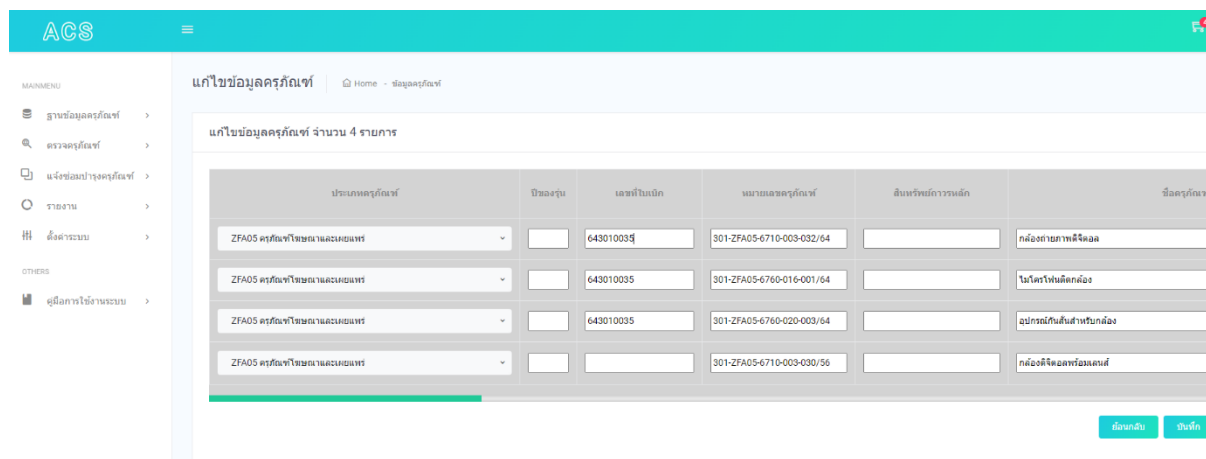 ACS
MAINMENU
ฐานข้อมูลครุภัณฑ์
ตรวจครุภัณฑ์
แจ้งซ่อมบำรุงครุภัณฑ์
รายงาน
ตั้งค่าระบบ
OTHERS
คู่มือการใช้งานระบบ
แก้ไขข้อมูลครุภัณฑ์ Home - ข้อมูลครุภัณฑ์
แก้ไขข้อมูลครุภัณฑ์ จำนวน 4 รายการ
ประเภทครุภัณฑ์ ปีของรุ่น เลขที่ใบเบิก หมายเลขครุภัณฑ์ สินทรัพย์ถาวรหลัก
ZFA05 ครุภัณฑ์โฆษณาและเผยแพร่ 643010035 301-ZFA05-6710-003-032/64 กล้องถ่ายภาพดิจิตอล
ZFA05 ครุภัณฑ์โฆษณาและเผยแพร่ 643010035 301-ZFA05-6760-016-001/64 ไมโครโฟนติดกล้อง
ZFA05 ครุภัณฑ์โฆษณาและเผยแพร่ 643010035 301-ZFA05-6760-020-003/64 อุปกรณ์กันสั่นสำหรับกล้อง
ZFA05 ครุภัณฑ์โฆษณาและเผยแพร่ 301-ZFA05-6710-003-030/56 กล้องดิจิตอลพร้อมเลนส์
ย้อนกลับ บันทึก